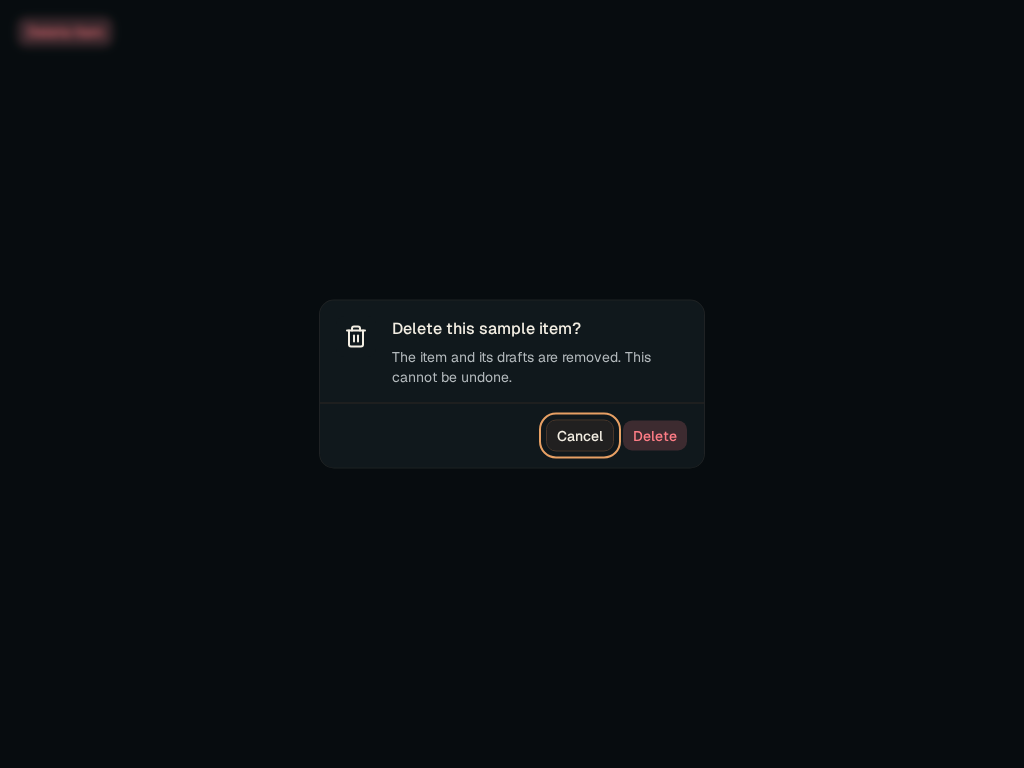 Delete this sample item?
The item and its drafts are removed. This
cannot be undone.
Cancel
Delete